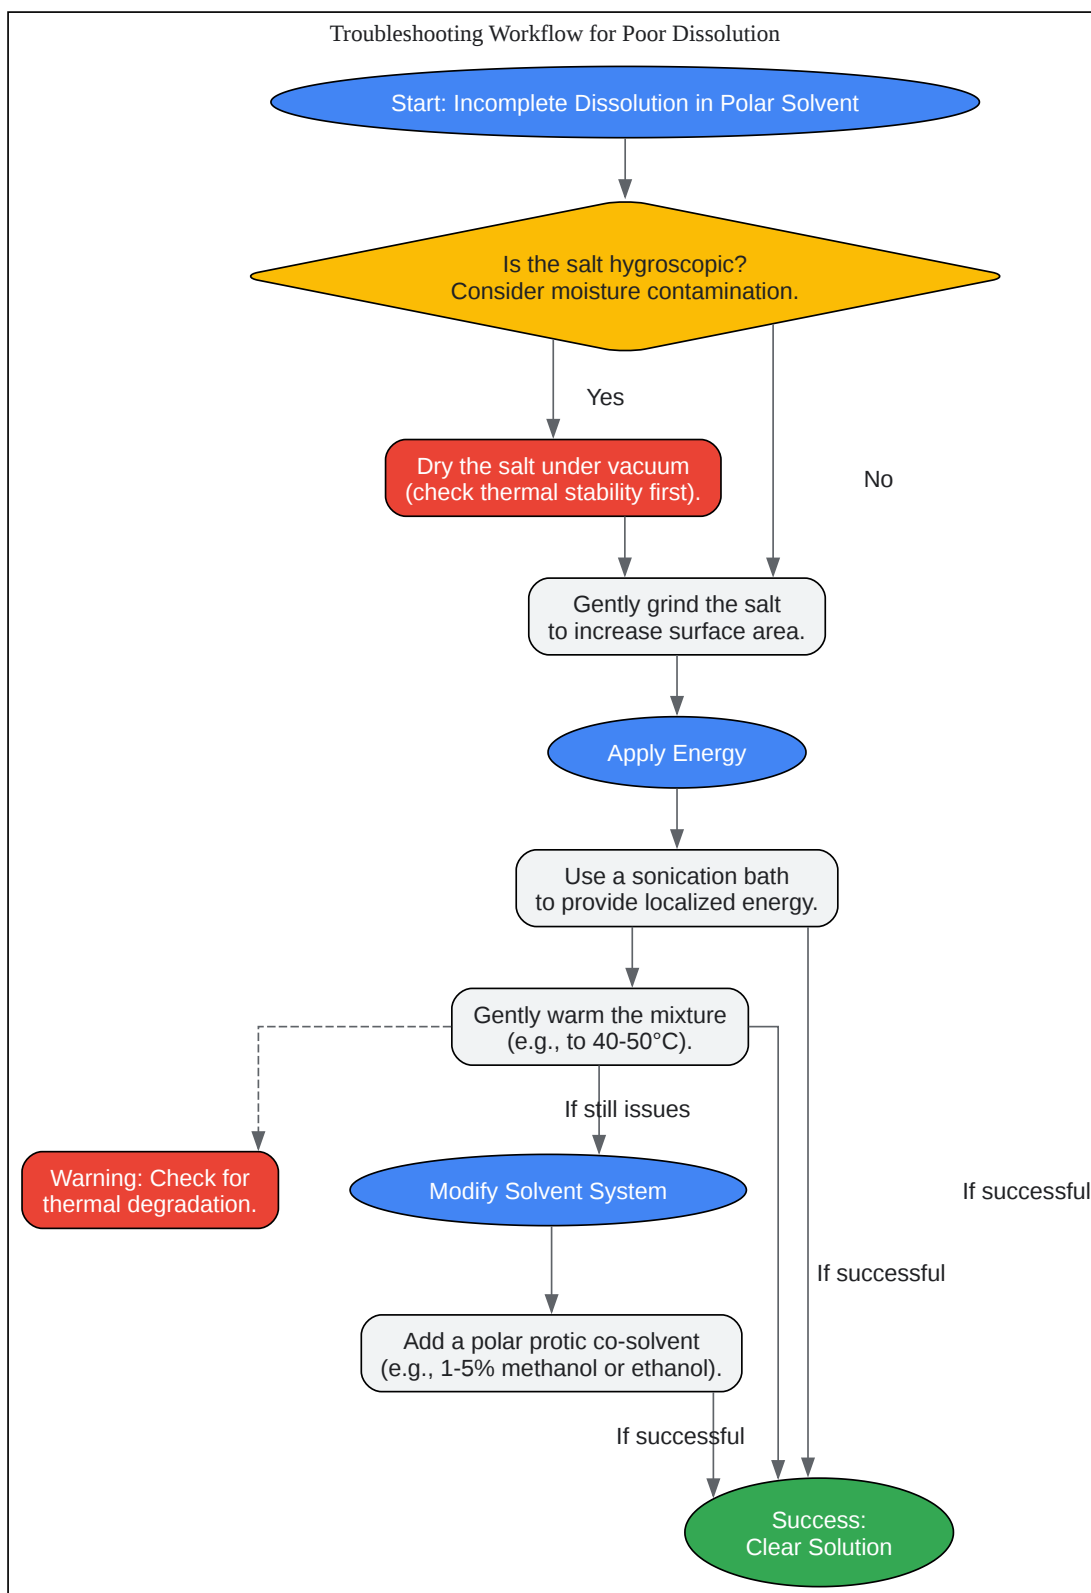 Troubleshooting Workflow for Poor Dissolution
Start: Incomplete Dissolution in Polar Solvent
Is the salt hygroscopic?
Consider moisture contamination.
Yes
Dry the salt under vacuum
(check thermal stability first).
No
Gently grind the salt
to increase surface area.
Apply Energy
Use a sonication bath
to provide localized energy.
Gently warm the mixture
(e.g., to 40-50°C).
If still issues
Warning: Check for
thermal degradation.
Modify Solvent System
If successful
If successful
Add a polar protic co-solvent
(e.g., 1-5% methanol or ethanol).
If successful
Success:
Clear Solution